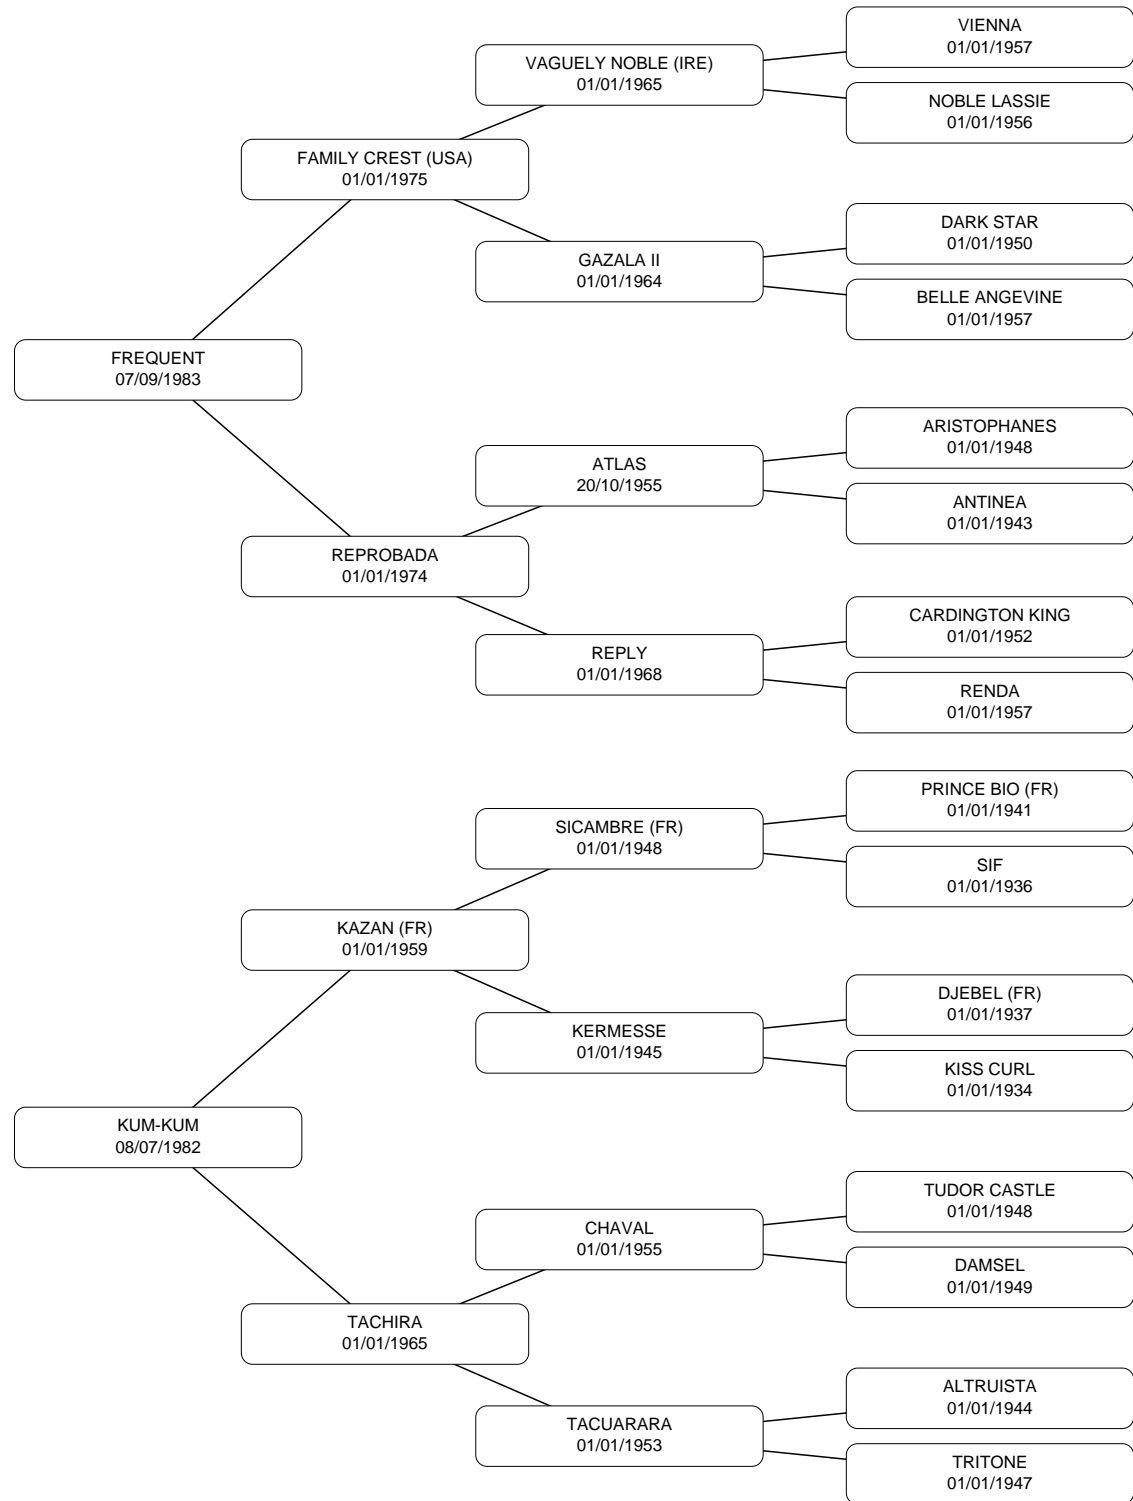 VIENNA
01/01/1957
VAGUELY NOBLE (IRE)
01/01/1965
NOBLE LASSIE
01/01/1956
FAMILY CREST (USA)
01/01/1975
DARK STAR
01/01/1950
GAZALA II
01/01/1964
BELLE ANGEVINE
01/01/1957
FREQUENT
07/09/1983
ARISTOPHANES
01/01/1948
ATLAS
20/10/1955
ANTINEA
01/01/1943
REPROBADA
01/01/1974
CARDINGTON KING
01/01/1952
REPLY
01/01/1968
RENDA
01/01/1957
PRINCE BIO (FR)
01/01/1941
SICAMBRE (FR)
01/01/1948
SIF
01/01/1936
KAZAN (FR)
01/01/1959
DJEBEL (FR)
01/01/1937
KERMESSE
01/01/1945
KISS CURL
01/01/1934
KUM-KUM
08/07/1982
TUDOR CASTLE
01/01/1948
CHAVAL
01/01/1955
DAMSEL
01/01/1949
TACHIRA
01/01/1965
ALTRUISTA
01/01/1944
TACUARARA
01/01/1953
TRITONE
01/01/1947